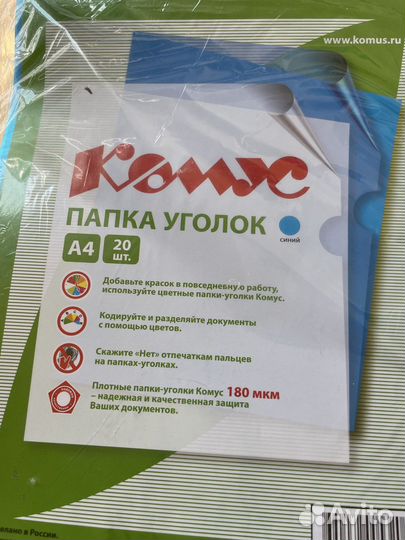 www.komus.ru
Комус
ПАПКА УГОЛОК
синий
А4
20
шт.
Добавьте красок в повседневную работу,
используйте цветные папки-уголки Комус.
Кодируйте и разделяйте документы
с помощью цветов.
Скажите «Нет» отпечаткам пальцев
на папках-уголках.
Плотные папки-уголки Комус 180 мкм
– надежная и качественная защита
Ваших документов.
делано в России.
Avito